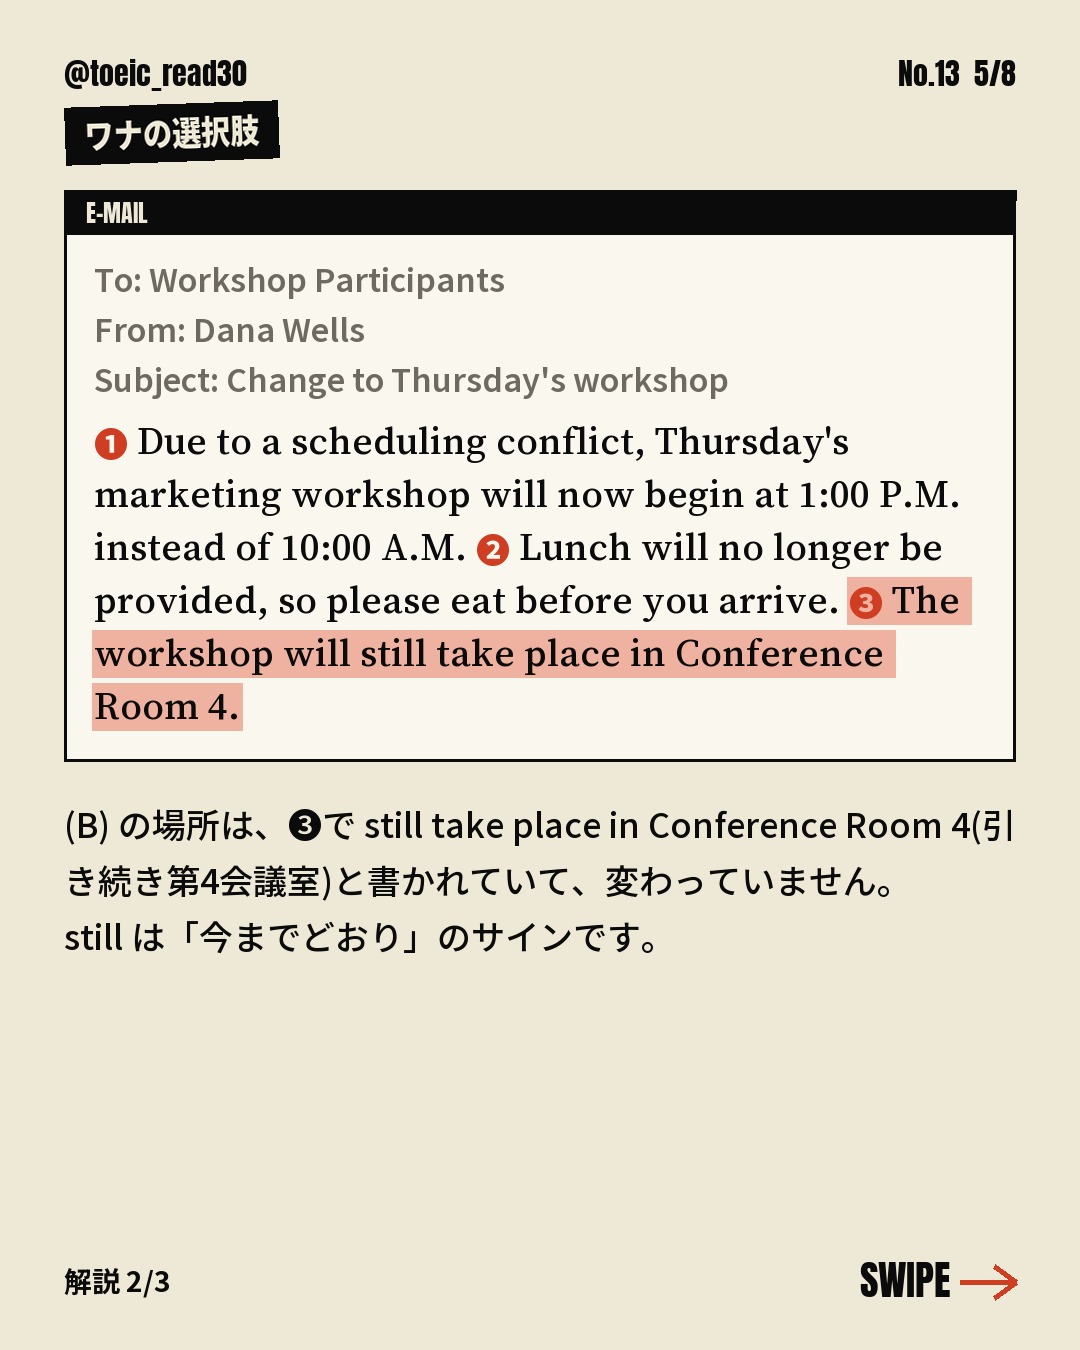 @toeic_read30
No.13 5/8
ワナの選択肢
E-MAIL
To: Workshop Participants
From: Dana Wells
Subject: Change to Thursday's workshop
❶ Due to a scheduling conflict, Thursday's
marketing workshop will now begin at 1:00 P.M.
instead of 10:00 A.M. ❷ Lunch will no longer be
provided, so please eat before you arrive. ❸ The
workshop will still take place in Conference
Room 4.
(B) の場所は、❸で still take place in Conference Room 4(引
き続き第4会議室)と書かれていて、変わっていません。
still は「今までどおり」のサインです。
解説 2/3
SWIPE